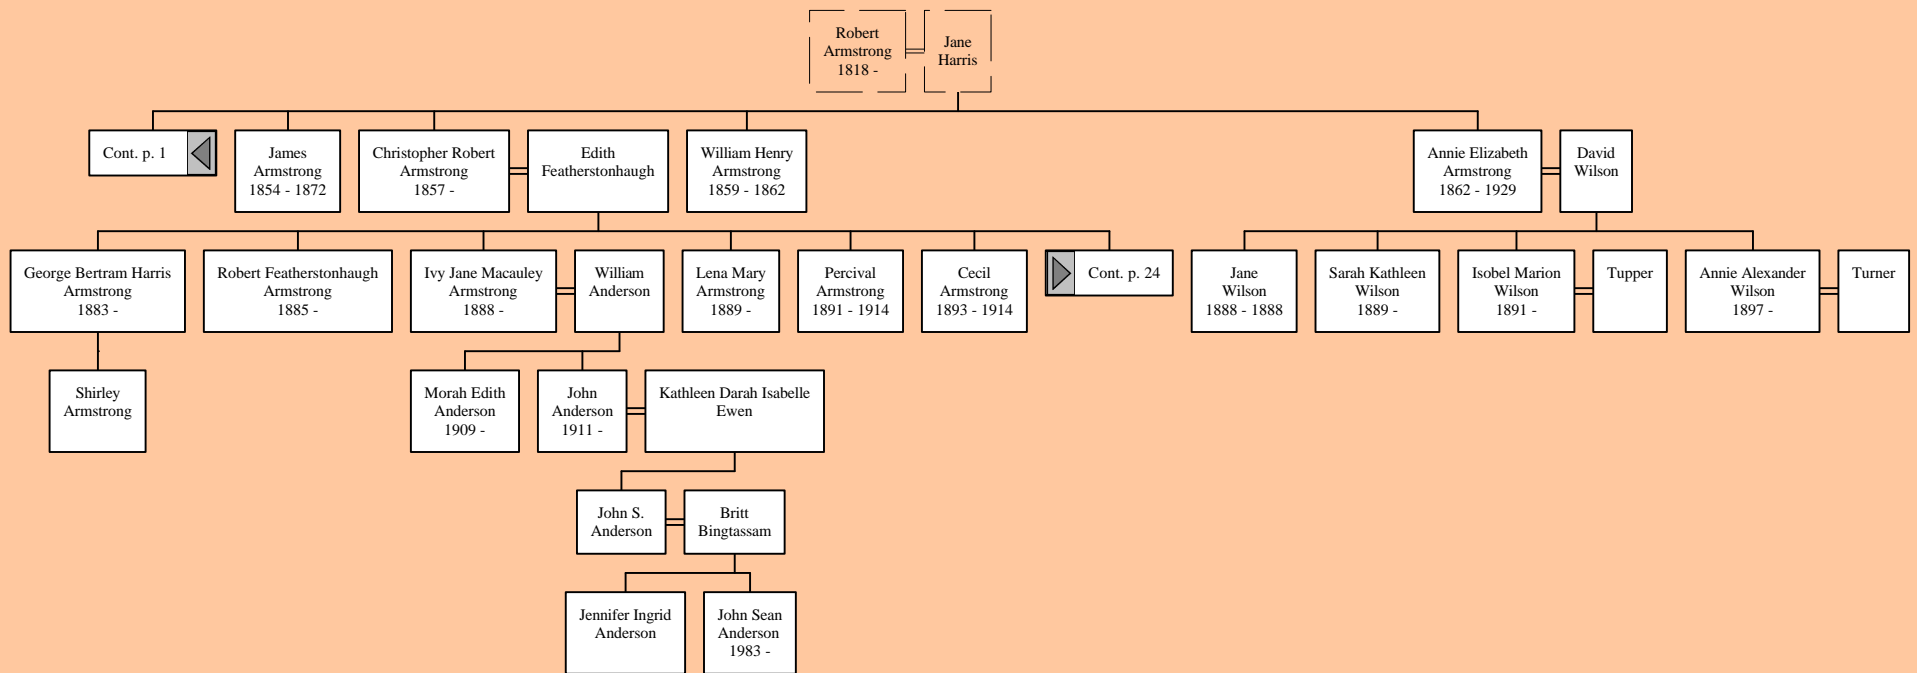 Robert
Armstrong
1818 -
Jane
Harris
Cont. p. 1
James
Armstrong
1854 - 1872
Christopher Robert
Armstrong
1857 -
Edith
Featherstonhaugh
William Henry
Armstrong
1859 - 1862
Annie Elizabeth
Armstrong
1862 - 1929
David
Wilson
George Bertram Harris
Armstrong
1883 -
Robert Featherstonhaugh
Armstrong
1885 -
Ivy Jane Macauley
Armstrong
1888 -
William
Anderson
Lena Mary
Armstrong
1889 -
Percival
Armstrong
1891 - 1914
Cecil
Armstrong
1893 - 1914
Cont. p. 24
Jane
Wilson
1888 - 1888
Sarah Kathleen
Wilson
1889 -
Isobel Marion
Wilson
1891 -
Tupper
Annie Alexander
Wilson
1897 -
Turner
Shirley
Armstrong
Morah Edith
Anderson
1909 -
John
Anderson
1911 -
Kathleen Darah Isabelle
Ewen
John S.
Anderson
Britt
Bingtassam
Jennifer Ingrid
Anderson
John Sean
Anderson
1983 -